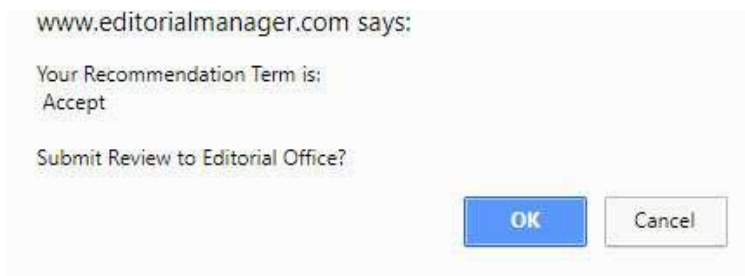 www.editorialmanager.com says:
Your Recommendation Term is:
Accept
Submit Review to Editorial Office?
OK Cancel